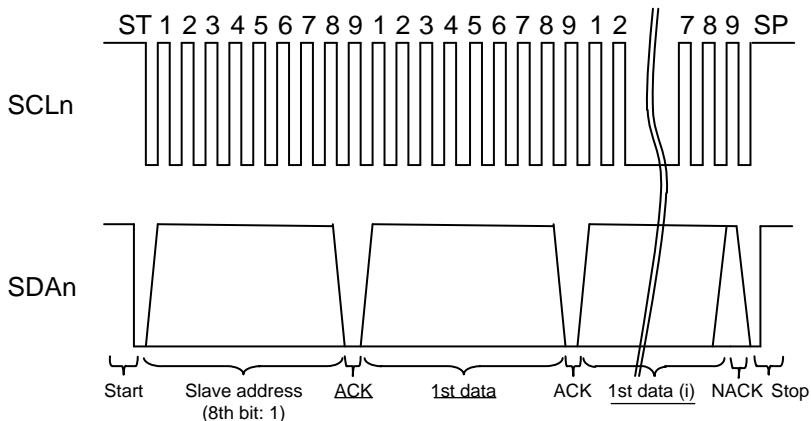 ST 1 2 3 4 5 6 7 8 9 1 2 3 4 5 6 7 8 9 1 2 7 8 9 SP
SCLn
SDAn
Start Slave address (8th bit: 1) ACK 1st data ACK 1st data (i) NACK Stop